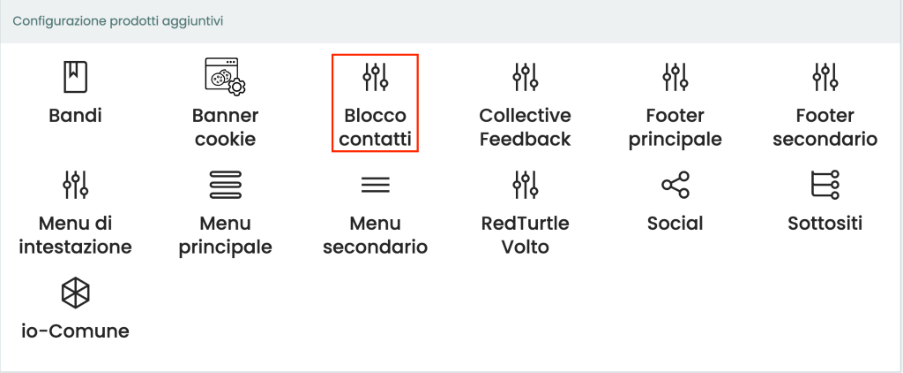 Configurazione prodotti aggiuntivi
Bandi
Banner
cookie
Blocco
contatti
Collective
Feedback
Footer
principale
Footer
secondario
Menu di
intestazione
Menu
principale
Menu
secondario
RedTurtle
Volto
Social
Sottositi
io-Comune